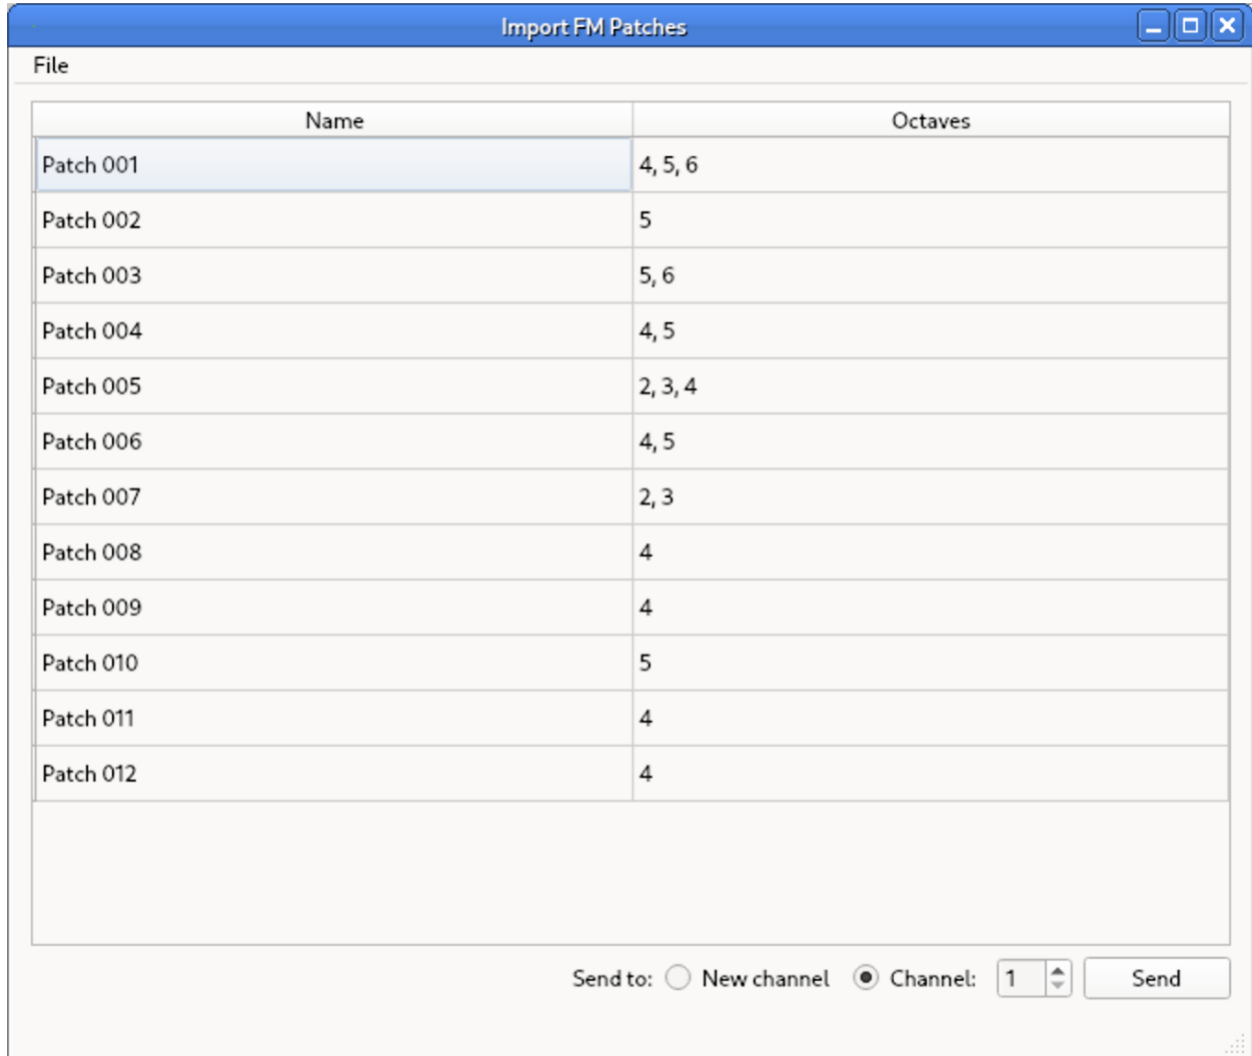 Import FM Patches
File
Name Octaves
Patch 001 4, 5, 6
Patch 002 5
Patch 003 5, 6
Patch 004 4, 5
Patch 005 2, 3, 4
Patch 006 4, 5
Patch 007 2, 3
Patch 008 4
Patch 009 4
Patch 010 5
Patch 011 4
Patch 012 4
Send to: New channel Channel: 1 Send